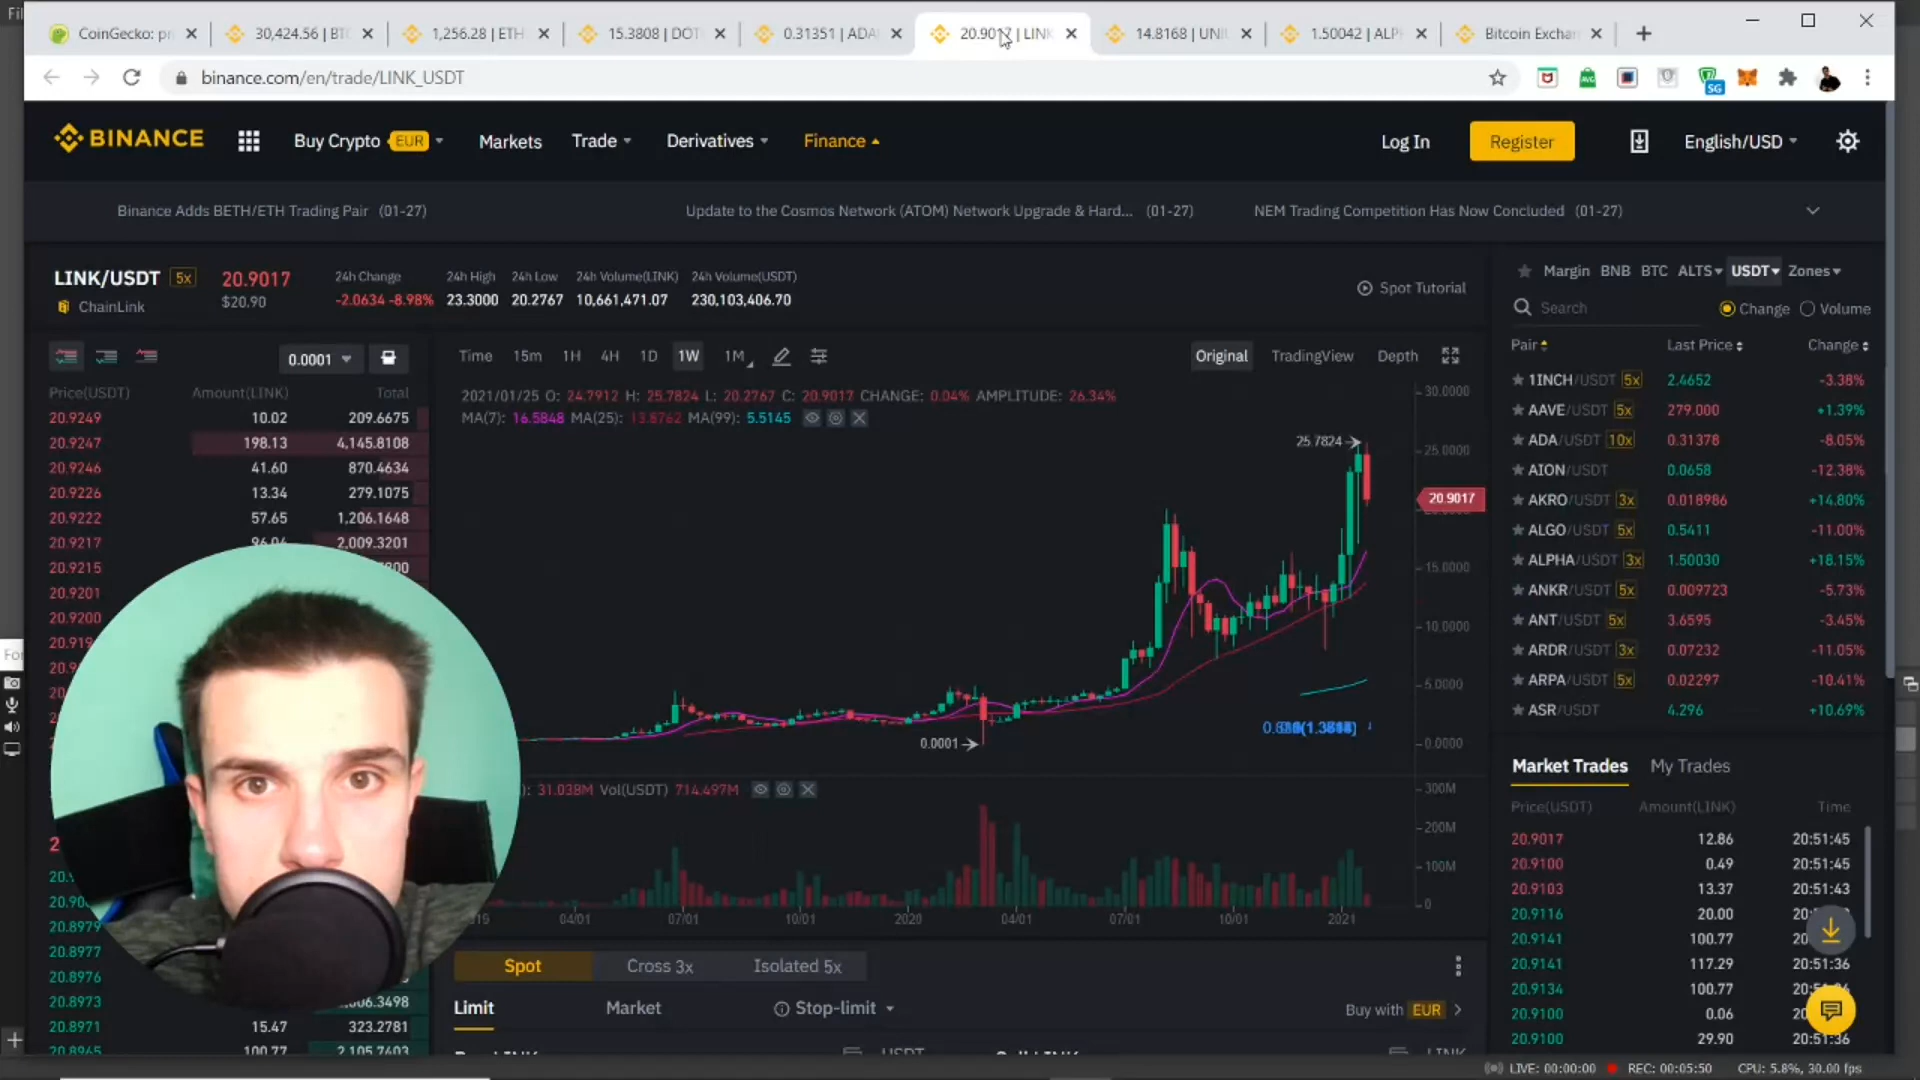 CoinGecko: pr
30,424.56 | BT
1,256.28 | ETH
15.3808 | DOT
0.31351 | ADA
20.9017 | LINK
14.8168 | UNI
1.50042 | ALP
Bitcoin Exchan
binance.com/en/trade/LINK_USDT
SG
BINANCE
Buy Crypto EUR
Markets
Trade
Derivatives
Finance
Log In
Register
English/USD
Binance Adds BETH/ETH Trading Pair (01-27)
Update to the Cosmos Network (ATOM) Network Upgrade & Hard... (01-27)
NEM Trading Competition Has Now Concluded (01-27)
LINK/USDT 5x
ChainLink
20.9017
$20.90
24h Change
-2.0634 -8.98%
24h High
23.3000
24h Low
20.2767
24h Volume(LINK)
10,661,471.07
24h Volume(USDT)
230,103,406.70
Spot Tutorial
0.0001
Price(USDT) Amount(LINK) Total
20.9249 10.02 209.6675
20.9247 198.13 4,145.8108
20.9246 41.60 870.4634
20.9226 13.34 279.1075
20.9222 57.65 1,206.1648
20.9217 96.04 2,009.3201
20.9215
20.9201
20.9200
20.8979
20.8977
20.8976
20.8973
20.8971 15.47 323.2781
20.8965 100.77 2,105.7403
Time 15m 1H 4H 1D 1W 1M
Original TradingView Depth
2021/01/25 O: 24.7912 H: 25.7824 L: 20.2767 C: 20.9017 CHANGE: 0.04% AMPLITUDE: 26.34%
MA(7): 16.5848 MA(25): 13.8762 MA(99): 5.5145
30.0000
25.7824
25.0000
20.9017
15.0000
10.0000
5.0000
0.0001
0.0000
31.038M Vol(USDT) 714.497M
300M
200M
100M
0
04/01 07/01 10/01 2020 04/01 07/01 10/01 2021
Spot
Cross 3x
Isolated 5x
Limit
Market
Stop-limit
Buy with EUR
USDT
LINK
Margin BNB BTC ALTS USDT Zones
Search
Change
Volume
Pair Last Price Change
1INCH/USDT 5x 2.4652 -3.38%
AAVE/USDT 5x 279.000 +1.39%
ADA/USDT 10x 0.31378 -8.05%
AION/USDT 0.0658 -12.38%
AKRO/USDT 3x 0.018986 +14.80%
ALGO/USDT 5x 0.5411 -11.00%
ALPHA/USDT 3x 1.50030 +18.15%
ANKR/USDT 5x 0.009723 -5.73%
ANT/USDT 5x 3.6595 -3.45%
ARDR/USDT 3x 0.07232 -11.05%
ARPA/USDT 5x 0.02297 -10.41%
ASR/USDT 4.296 +10.69%
Market Trades My Trades
Price(USDT) Amount(LINK) Time
20.9017 12.86 20:51:45
20.9100 0.49 20:51:45
20.9103 13.37 20:51:43
20.9116 20.00
20.9141 100.77
20.9141 117.29 20:51:36
20.9134 100.77
20.9100 0.06
20.9100 29.90 20:51:36
LIVE: 00:00:00
REC: 00:05:50
CPU: 5.8%, 30.00 fps